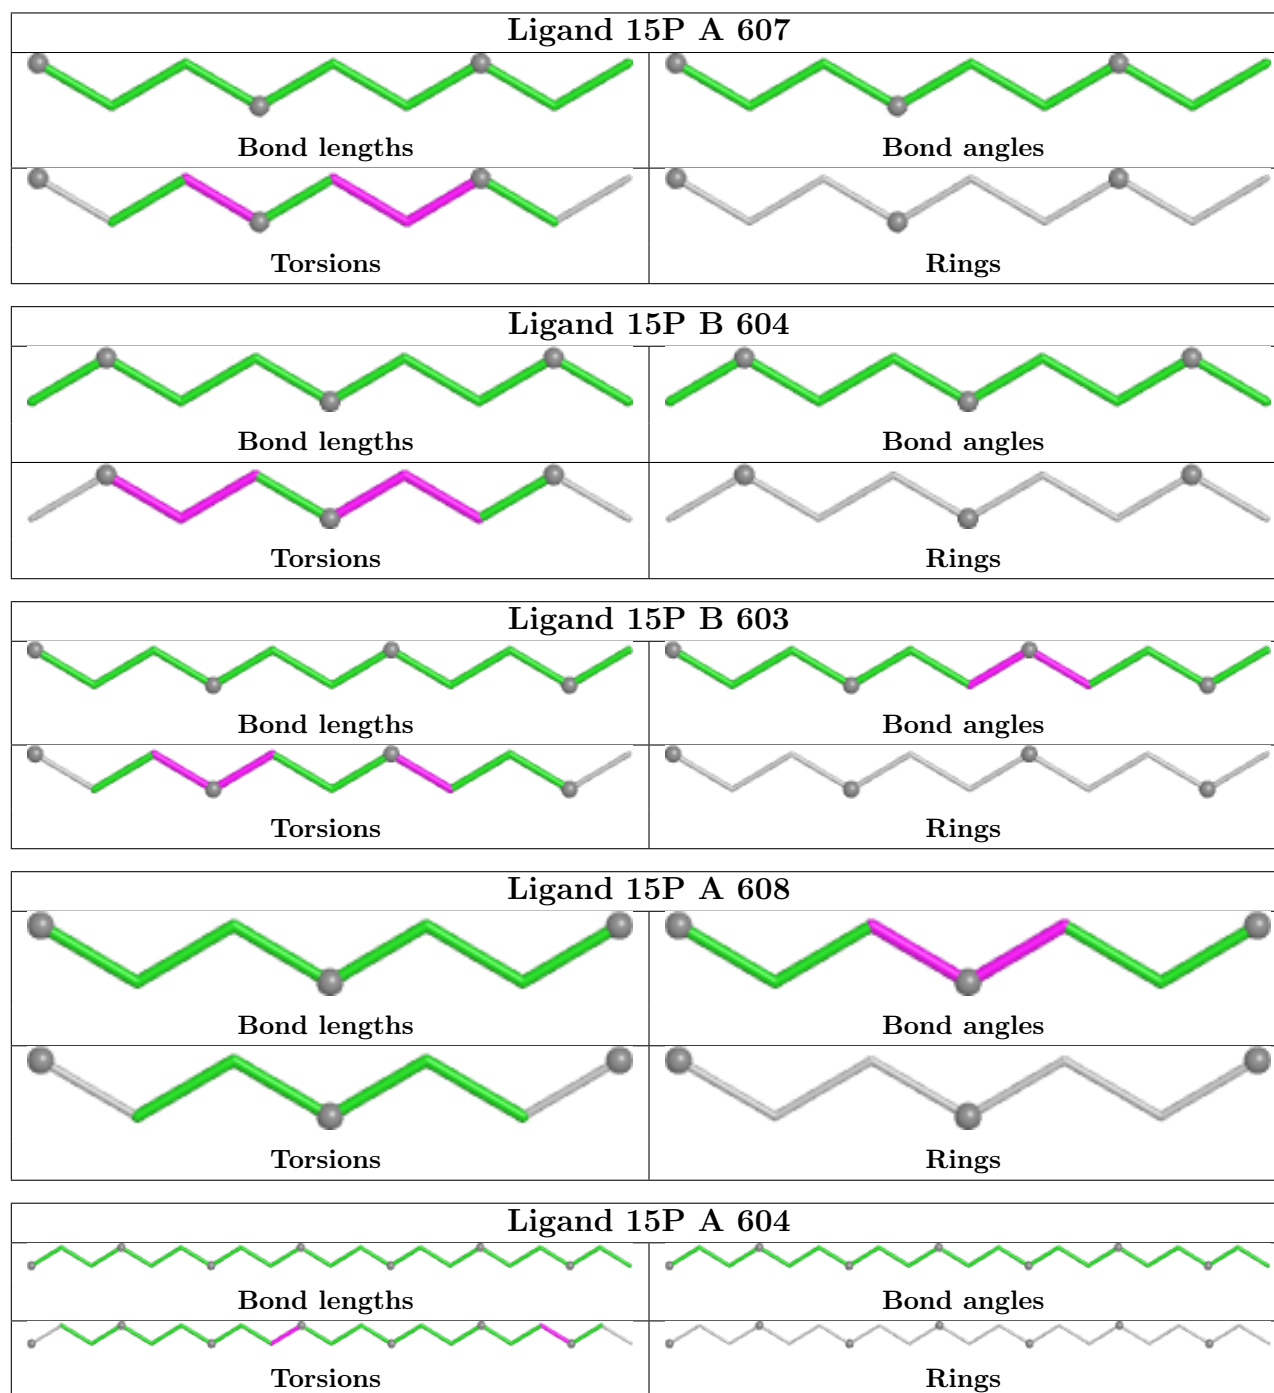 Ligand 15P A 607
Bond lengths
Bond angles
Torsions
Rings
Ligand 15P B 604
Bond lengths
Bond angles
Torsions
Rings
Ligand 15P B 603
Bond lengths
Bond angles
Torsions
Rings
Ligand 15P A 608
Bond lengths
Bond angles
Torsions
Rings
Ligand 15P A 604
Bond lengths
Bond angles
Torsions
Rings